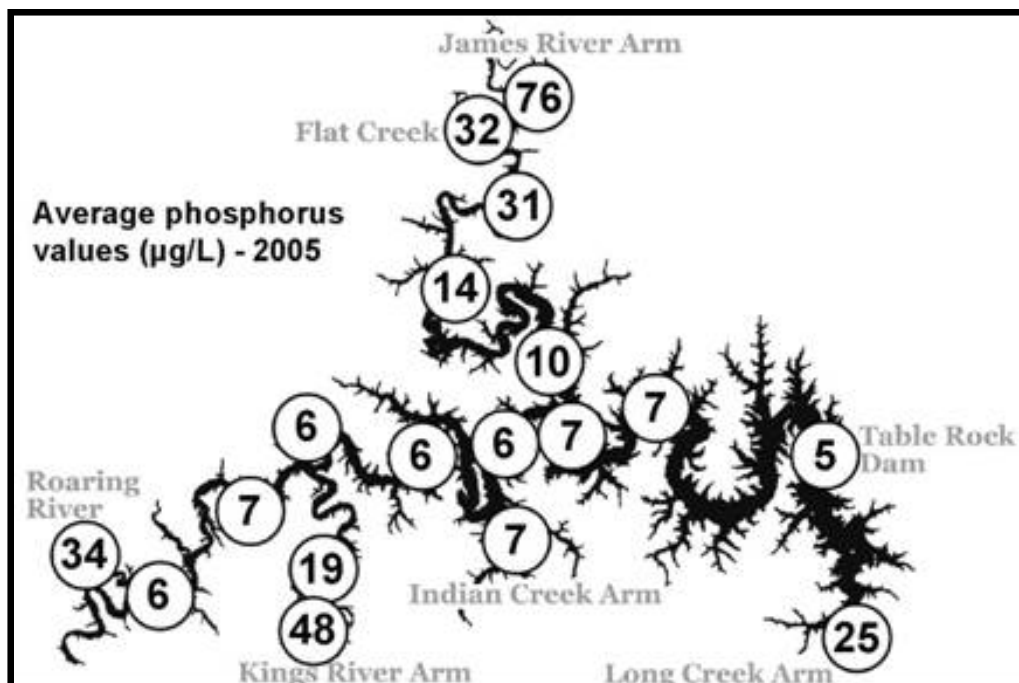 James River Arm
76
32
Flat Creek
31
Average phosphorus
values (µg/L) - 2005
14
10
7
6
6
6
7
5
Table Rock
Dam
Roaring
River
7
7
34
6
19
Indian Creek Arm
48
25
Kings River Arm
Long Creek Arm